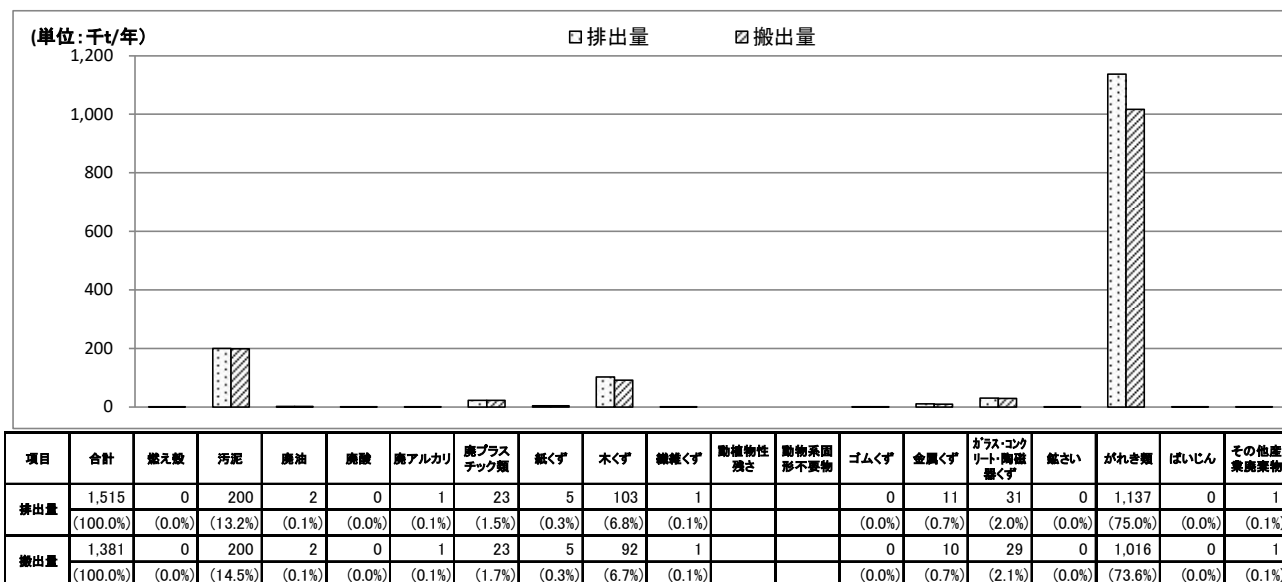 (単位:千t/年)
排出量 搬出量
1,200
1,000
800
600
400
200
0
項目 合計 燃え殻 汚泥 廃油 廃酸 廃アルカリ 廃プラスチック類 紙くず 木くず 繊維くず 動植物性残さ 動物系固形不要物 ゴムくず 金属くず ガラス・コンクリート・陶磁器くず 鉱さい がれき類 ばいじん その他産業廃棄物
排出量 1,515 0 200 2 0 1 23 5 103 1 0 11 31 0 1,137 0 1
(100.0%) (0.0%) (13.2%) (0.1%) (0.0%) (0.1%) (1.5%) (0.3%) (6.8%) (0.1%) (0.0%) (0.7%) (2.0%) (0.0%) (75.0%) (0.0%) (0.1%)
搬出量 1,381 0 200 2 0 1 23 5 92 1 0 10 29 0 1,016 0 1
(100.0%) (0.0%) (14.5%) (0.1%) (0.0%) (0.1%) (1.7%) (0.3%) (6.7%) (0.1%) (0.0%) (0.7%) (2.1%) (0.0%) (73.6%) (0.0%) (0.1%)